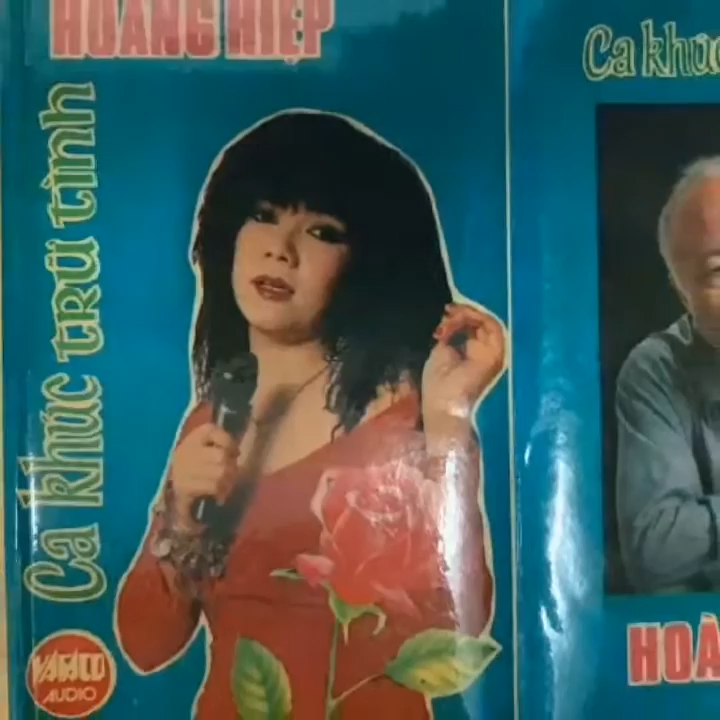 HOÀNG HIỆP
Ca khúc trữ tình
VAFACO
AUDIO
Ca khúc
HOÀ